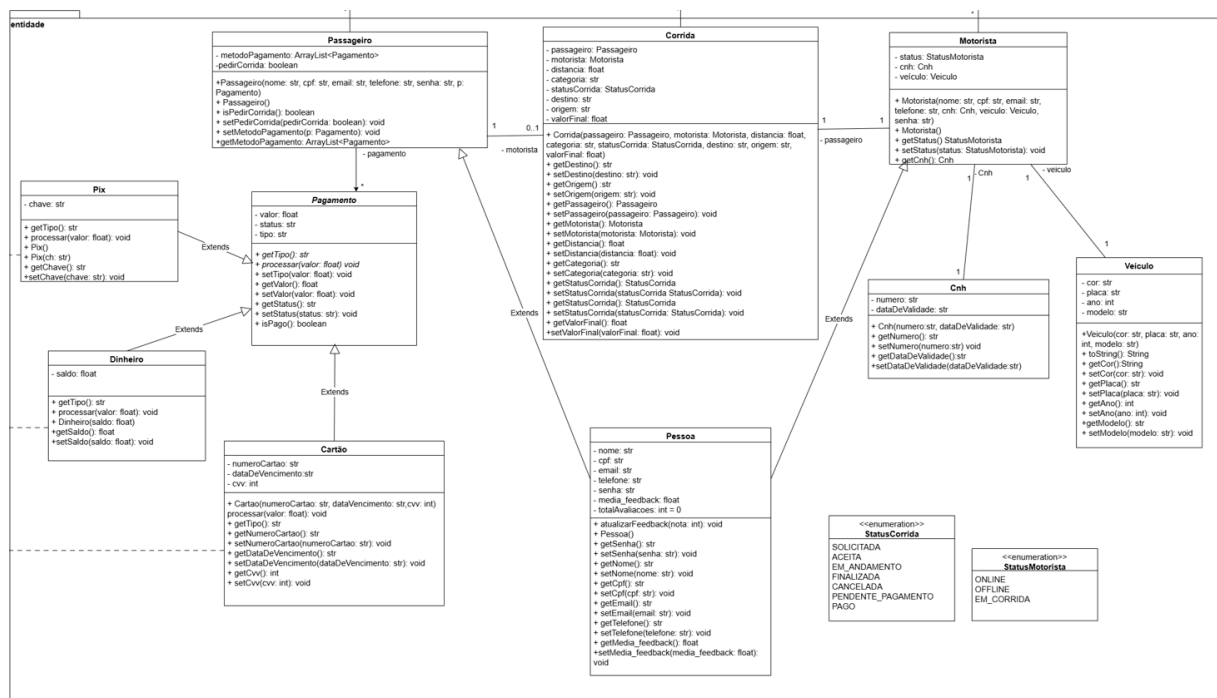 entidade
*
*
*
Passageiro
- metodoPagamento: ArrayList<Pagamento>
-pedirCorrida: boolean
+Passageiro(nome: str, cpf: str, email: str, telefone: str, senha: str, p:
Pagamento)
+ Passageiro()
+ isPedirCorrida(): boolean
+ setPedirCorrida(pedirCorrida: boolean): void
+ setMetodoPagamento(p: Pagamento): void
+getMetodoPagamento: ArrayList<Pagamento>
1
0..1
- motorista
- pagamento
*
Corrida
- passageiro: Passageiro
- motorista: Motorista
- distancia: float
- categoria: str
- statusCorrida: StatusCorrida
- destino: str
- origem: str
- valorFinal: float
+ Corrida(passageiro: Passageiro, motorista: Motorista, distancia: float,
categoria: str, statusCorrida: StatusCorrida, destino: str, origem: str,
valorFinal: float)
+ getDestino(): str
+ setDestino(destino: str): void
+ getOrigem() : str
+ setOrigem(origem: str): void
+ getPassageiro(): Passageiro
+ setPassageiro(passageiro: Passageiro): void
+ getMotorista(): Motorista
+ setMotorista(motorista: Motorista): void
+ getDistancia(): float
+ setDistancia(distancia: float): void
+ getCategoria(): str
+ setCategoria(categoria: str): void
+ getStatusCorrida(): StatusCorrida
+ setStatusCorrida(statusCorrida StatusCorrida): void
+ getStatusCorrida(): StatusCorrida
+ setStatusCorrida(statusCorrida: StatusCorrida): void
+ getValorFinal(): float
+setValorFinal(valorFinal: float): void
1
1
- passageiro
Motorista
- status: StatusMotorista
- cnh: Cnh
- veículo: Veiculo
+ Motorista(nome: str, cpf: str, email: str,
telefone: str, cnh: Cnh, veiculo: Veiculo,
senha: str)
+ Motorista()
+ getStatus() StatusMotorista
+ setStatus(status: StatusMotorista): void
+ getCnh(): Cnh
1
- Cnh
1
1
- veiculo
1
Pix
- chave: str
+ getTipo(): str
+ processar(valor: float): void
+ Pix()
+ Pix(ch: str)
+ getChave(): str
+setChave(chave: str): void
Extends
Pagamento
- valor: float
- status: str
- tipo: str
+ getTipo(): str
+ processar(valor: float) void
+ setTipo(valor: float): void
+ getValor(): float
+ setValor(valor: float): void
+ getStatus(): str
+ setStatus(status: str): void
+ isPago(): boolean
Extends
Dinheiro
- saldo: float
+ getTipo(): str
+ processar(valor: float): void
+ Dinheiro(saldo: float)
+getSaldo(): float
+setSaldo(saldo: float): void
Extends
Cartão
- numeroCartao: str
- dataDeVencimento:str
- cvv: int
+ Cartao(numeroCartao: str, dataVencimento: str,cvv: int)
processar(valor: float): void
+ getTipo(): str
+ getNumeroCartao(): str
+ setNumeroCartao(numeroCartao: str): void
+ getDataDeVencimento(): str
+ setDataDeVencimento(dataDeVencimento: str): void
+ getCvv(): int
+ setCvv(cvv: int): void
Extends
Extends
Cnh
- numero: str
- dataDeValidade: str
+ Cnh(numero:str, dataDeValidade: str)
+ getNumero(): str
+ setNumero(numero:str) void
+ getDataDeValidade():str
+setDataDeValidade(dataDeValidade:str)
Veiculo
- cor: str
- placa: str
- ano: int
- modelo: str
+Veiculo(cor: str, placa: str, ano:
int, modelo: str)
+ toString(): String
+ getCor():String
+ setCor(cor: str): void
+ getPlaca(): str
+ setPlaca(placa: str): void
+ getAno(): int
+ setAno(ano: int): void
+getModelo(): str
+ setModelo(modelo: str): void
Pessoa
- nome: str
- cpf: str
- email: str
- telefone: str
- senha: str
- media_feedback: float
- totalAvaliacoes: int = 0
+ atualizarFeedback(nota: int): void
+ Pessoa()
+ getSenha(): str
+ setSenha(senha: str): void
+ getNome(): str
+ setNome(nome: str): void
+ getCpf(): str
+ setCpf(cpf: str): void
+ getEmail(): str
+ setEmail(email: str): void
+ getTelefone(): str
+ setTelefone(telefone: str): void
+ getMedia_feedback(): float
+setMedia_feedback(media_feedback: float):
void
<<enumeration>>
StatusCorrida
SOLICITADA
ACEITA
EM_ANDAMENTO
FINALIZADA
CANCELADA
PENDENTE_PAGAMENTO
PAGO
<<enumeration>>
StatusMotorista
ONLINE
OFFLINE
EM_CORRIDA